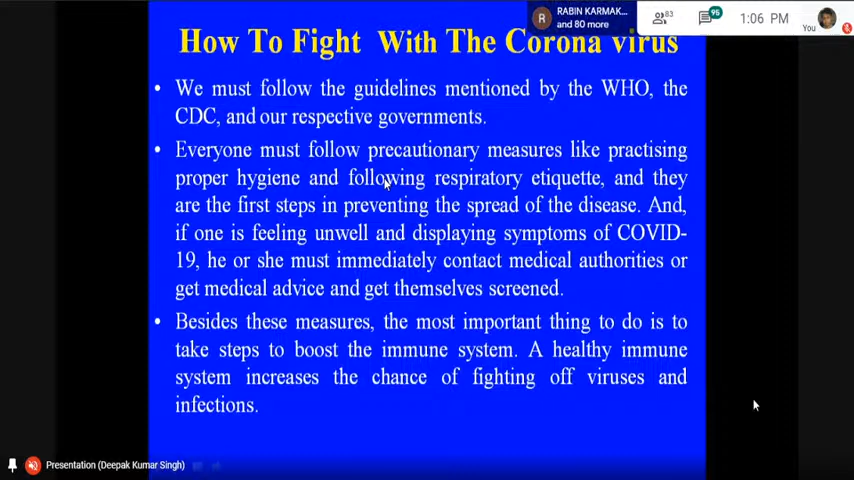 RABIN KARMAK...
and 80 more
83
95
1:06 PM
R
You
How To Fight With The Corona Virus
• We must follow the guidelines mentioned by the WHO, the
CDC, and our respective governments.
• Everyone must follow precautionary measures like practising
proper hygiene and following respiratory etiquette, and they
are the first steps in preventing the spread of the disease. And,
if one is feeling unwell and displaying symptoms of COVID-
19, he or she must immediately contact medical authorities or
get medical advice and get themselves screened.
• Besides these measures, the most important thing to do is to
take steps to boost the immune system. A healthy immune
system increases the chance of fighting off viruses and
infections.
Presentation (Deepak Kumar Singh)